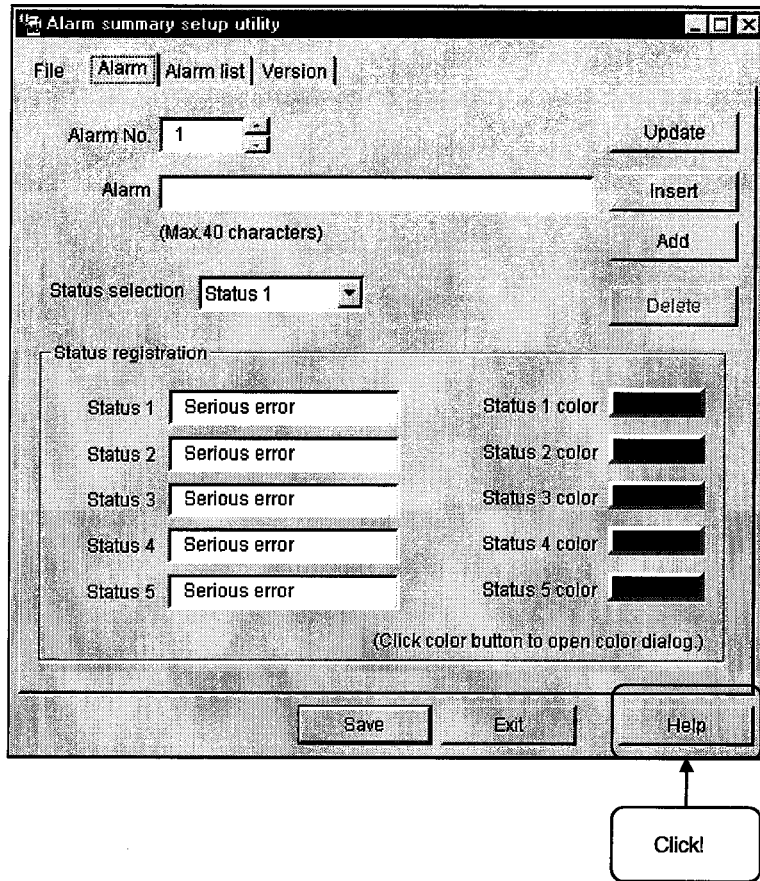 Alarm summary setup utility
File Alarm Alarm list Version
Alarm No. 1 Update
Alarm Insert
(Max.40 characters) Add
Status selection Status 1 Delete
Status registration
Status 1 Serious error Status 1 color
Status 2 Serious error Status 2 color
Status 3 Serious error Status 3 color
Status 4 Serious error Status 4 color
Status 5 Serious error Status 5 color
(Click color button to open color dialog.)
Save Exit Help
Click!